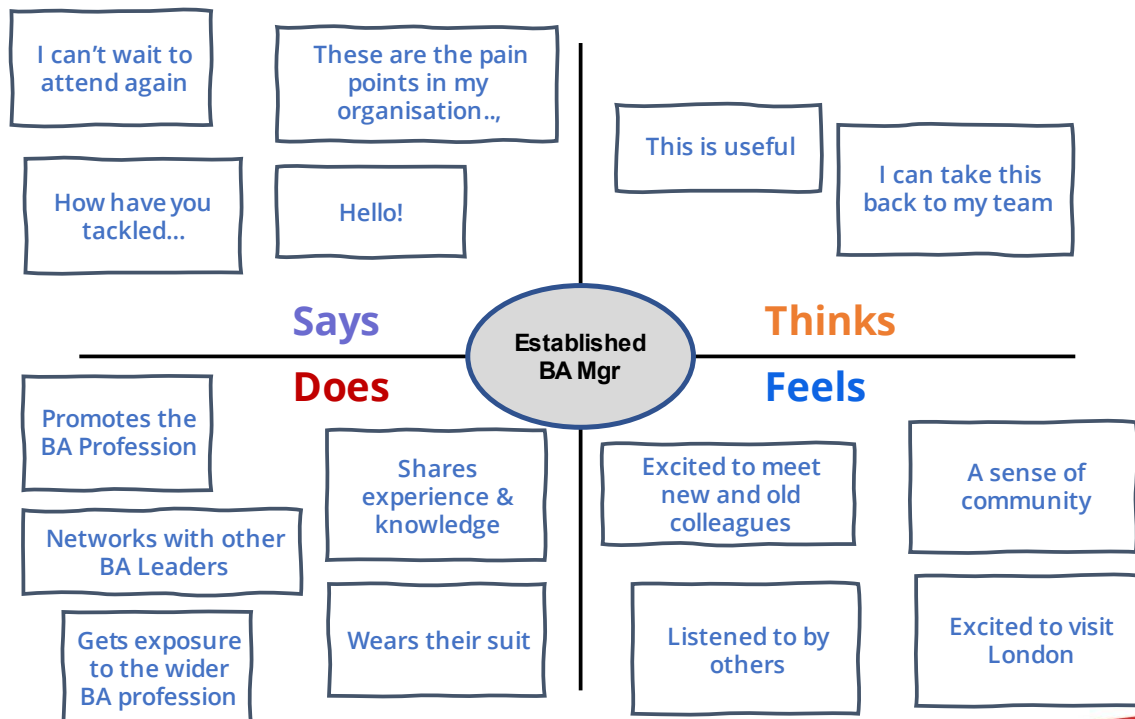 I can't wait to
attend again
These are the pain
points in my
organisation..,
How have you
tackled...
Hello!
Says
This is useful
I can take this
back to my team
Thinks
Established
BA Mgr
Does
Promotes the
BA Profession
Shares
experience &
knowledge
Networks with other
BA Leaders
Wears their suit
Gets exposure
to the wider
BA profession
Feels
Excited to meet
new and old
colleagues
A sense of
community
Listened to by
others
Excited to visit
London